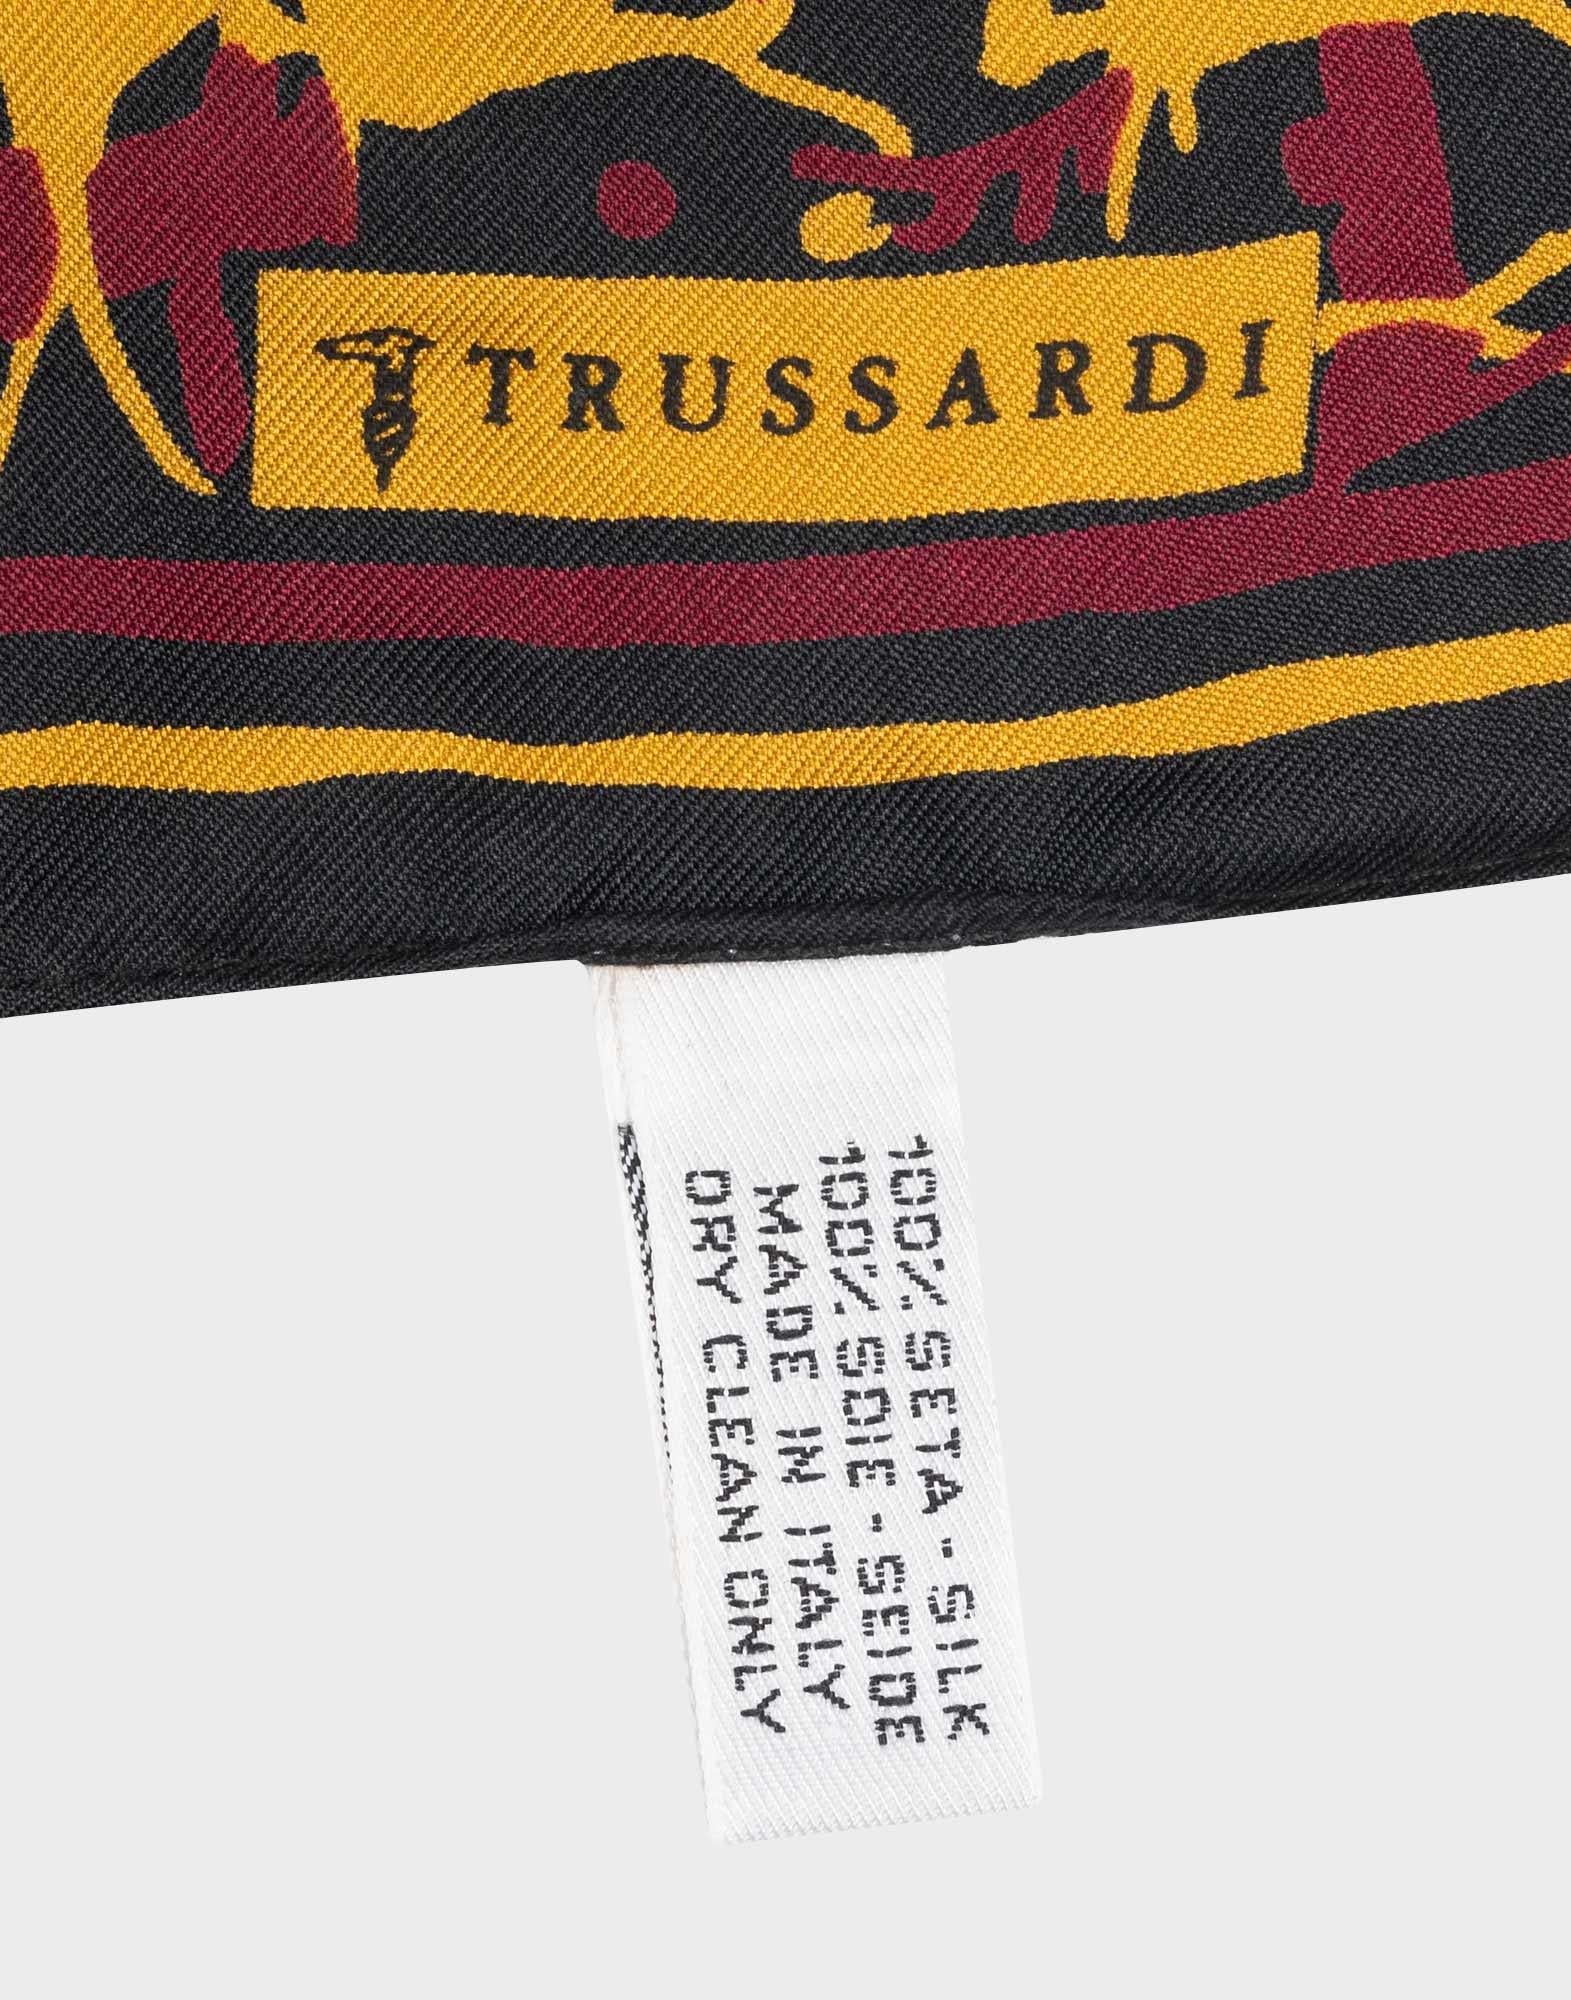 TRUSSARDI
100% SETA - SILK
100% SOIE - SEIDE
MADE IN ITALY
DRY CLEAN ONLY